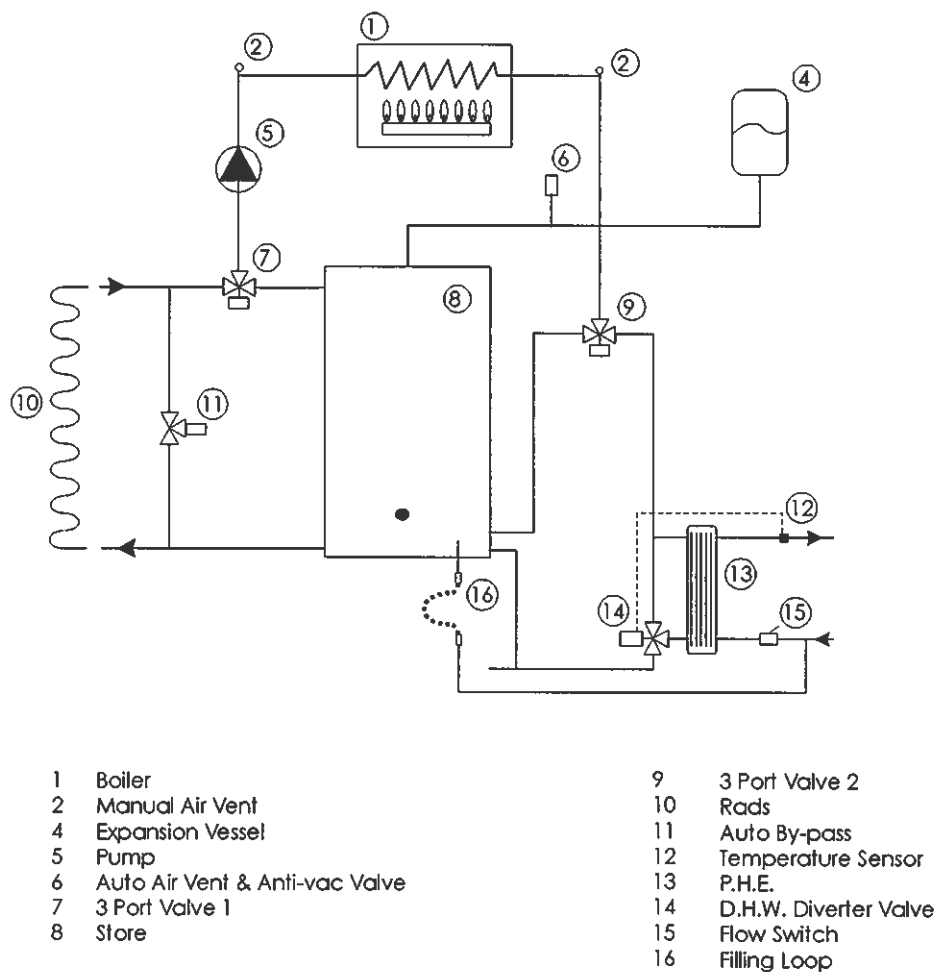 1
2
2
4
5
6
7
8
9
10
11
12
13
14
15
16
1 Boiler
2 Manual Air Vent
4 Expansion Vessel
5 Pump
6 Auto Air Vent & Anti-vac Valve
7 3 Port Valve 1
8 Store
9 3 Port Valve 2
10 Rads
11 Auto By-pass
12 Temperature Sensor
13 P.H.E.
14 D.H.W. Diverter Valve
15 Flow Switch
16 Filling Loop